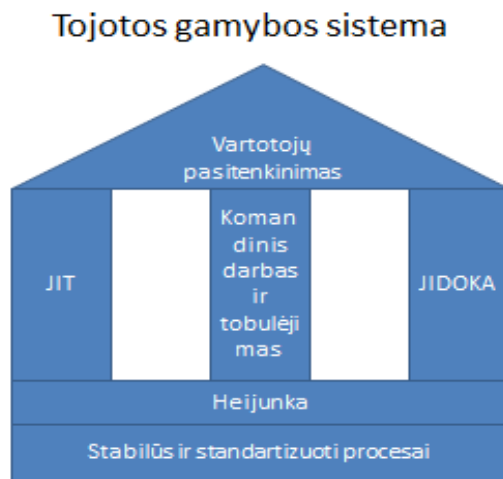 Tojotos gamybos sistema
Vartotojų
pasitenkinimas
JIT
Koman
dinis
darbas
ir
tobulėji
mas
JIDOKA
Heijunka
Stabilūs ir standartizuoti procesai